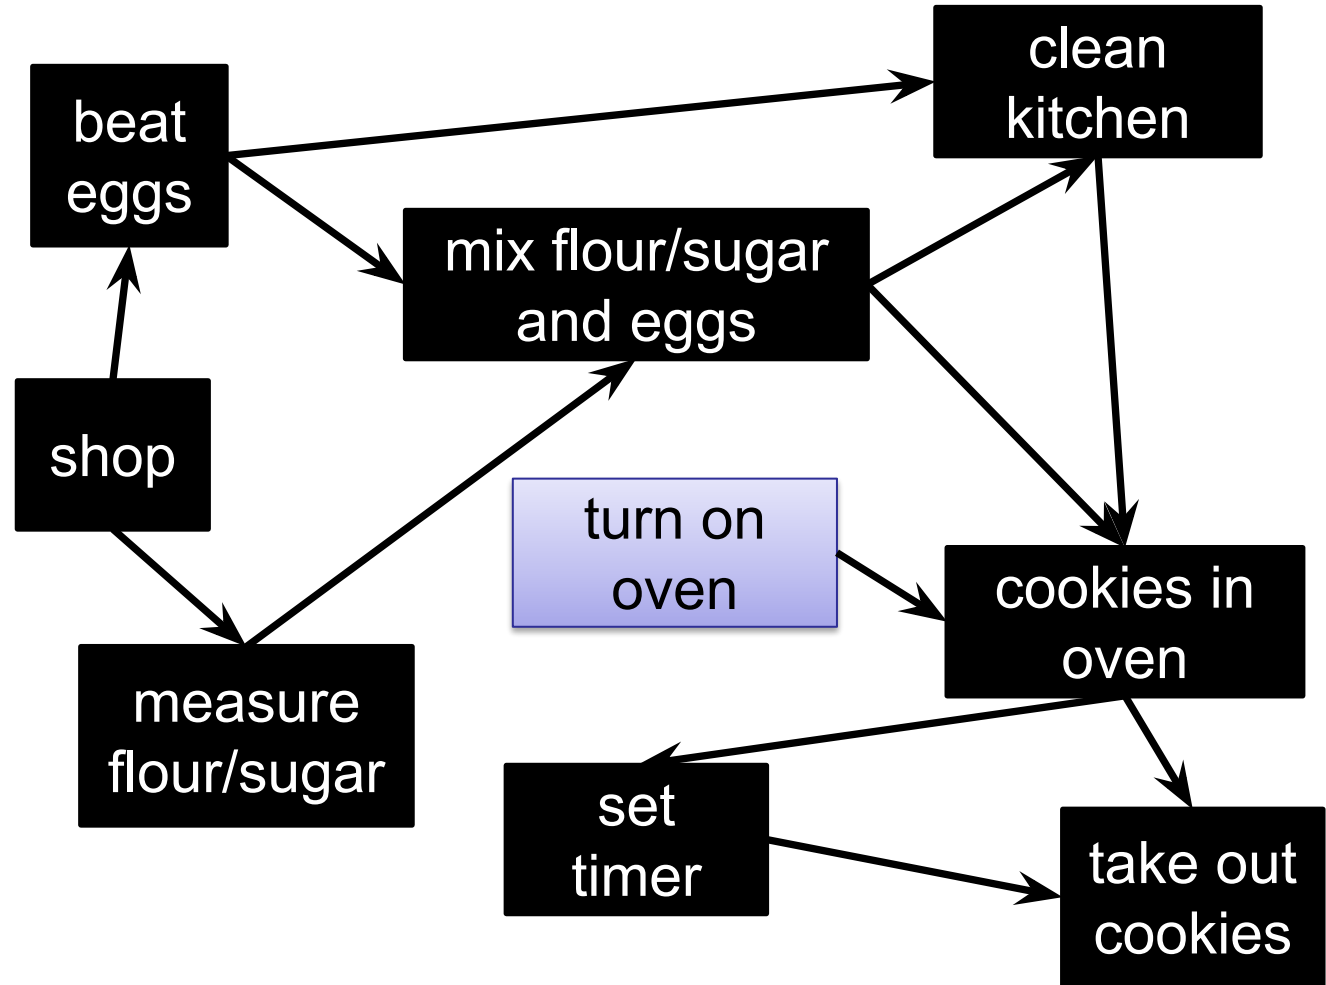 clean
kitchen
beat
eggs
mix flour/sugar
and eggs
shop
turn on
oven
cookies in
oven
measure
flour/sugar
set
timer
take out
cookies